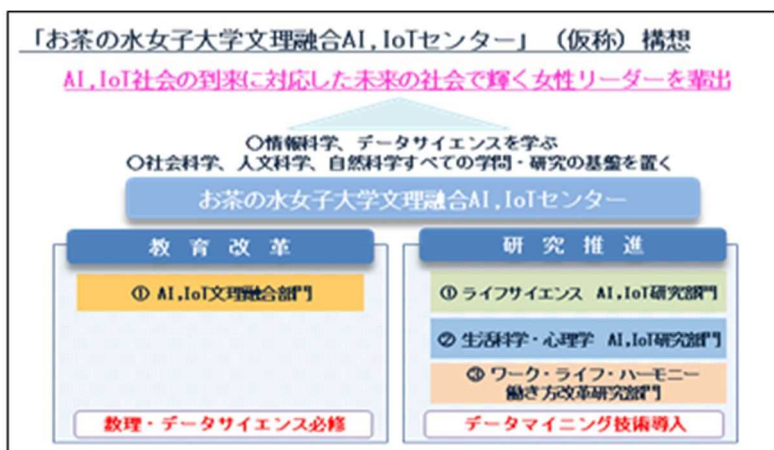 「お茶の水女子大学文理融合AI,IoTセンター」（仮称）構想
AI,IoT社会の到来に対応した未来の社会で輝く女性リーダーを輩出
〇情報科学、データサイエンスを学ぶ
〇社会科学、人文科学、自然科学すべての学問・研究の基盤を置く
お茶の水女子大学文理融合AI,IoTセンター
教育改革
① AI,IoT文理融合部門
数理・データサイエンス必修
研究推進
① ライフサイエンス AI,IoT研究部門
② 生活科学・心理学 AI,IoT研究部門
③ ワーク・ライフ・ハーモニー
働き方改革研究部門
データマイニング技術導入